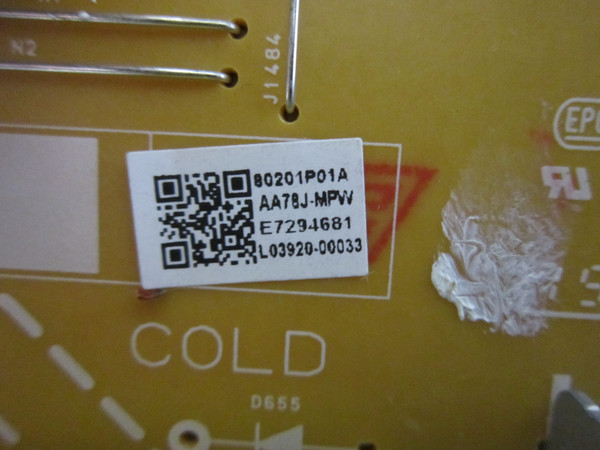 N2
J1484
80201P01A
AA78J-MPW
E7294681
L03920-00033
COLD
D655